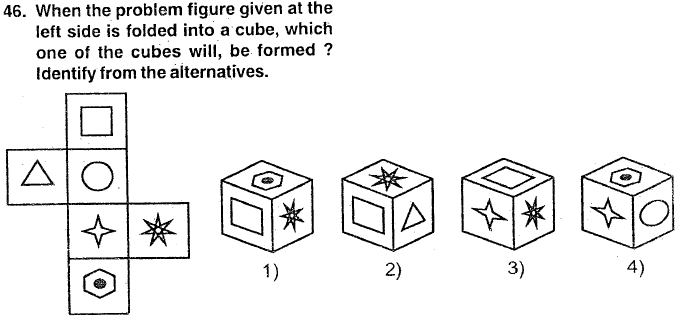 46. When the problem figure given at the
left side is folded into a cube, which
one of the cubes will, be formed ?
Identify from the alternatives.
1) 2) 3) 4)